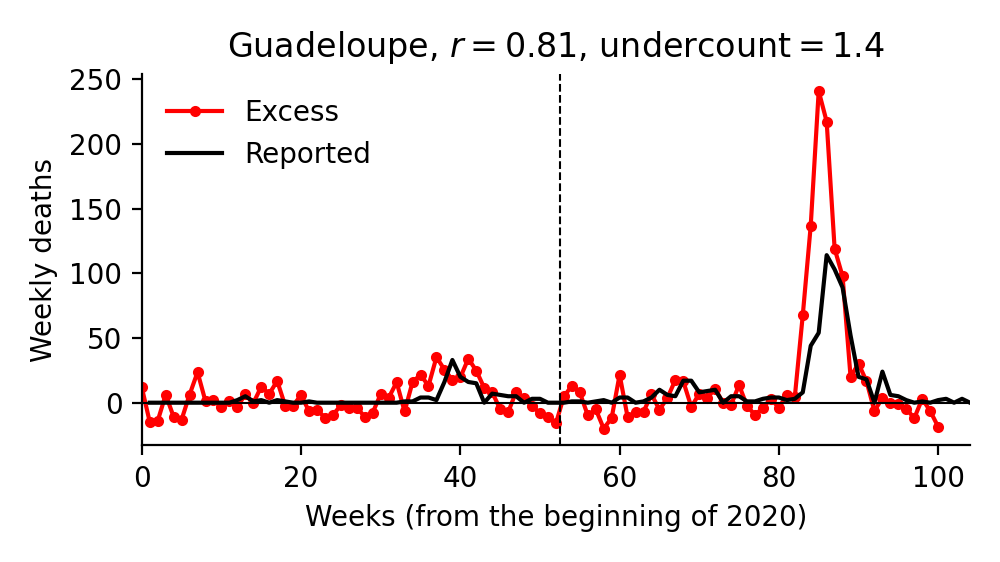 Guadeloupe, r = 0.81, undercount = 1.4
250
200
150
100
50
0
Weekly deaths
Excess
Reported
0 20 40 60 80 100
Weeks (from the beginning of 2020)